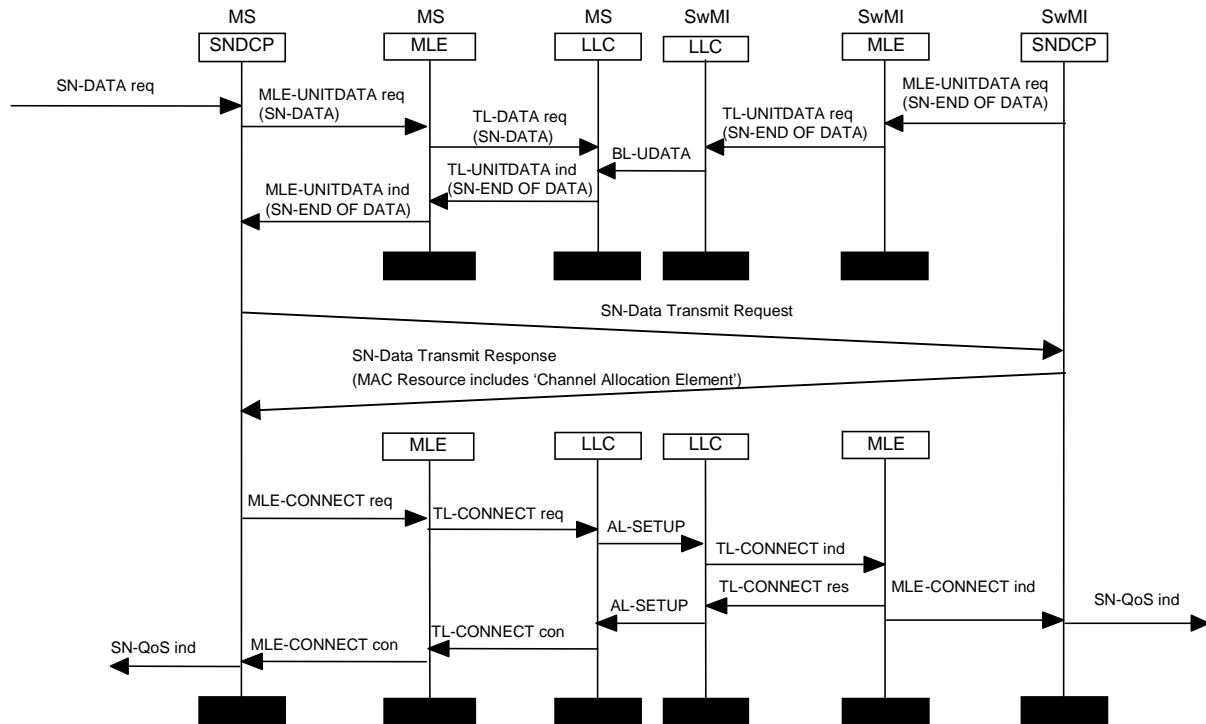 MS
MS
MS
SwMI
SwMI
SwMI
SNDCP
MLE
LLC
LLC
MLE
SNDCP
SN-DATA req
MLE-UNITDATA req
(SN-DATA)
TL-DATA req
(SN-DATA)
TL-UNITDATA req
(SN-END OF DATA)
MLE-UNITDATA req
(SN-END OF DATA)
BL-UDATA
TL-UNITDATA ind
(SN-END OF DATA)
MLE-UNITDATA ind
(SN-END OF DATA)
SN-Data Transmit Request
SN-Data Transmit Response
(MAC Resource includes ‘Channel Allocation Element’)
MLE
LLC
LLC
MLE
MLE-CONNECT req
TL-CONNECT req
AL-SETUP
TL-CONNECT ind
TL-CONNECT res
MLE-CONNECT ind
SN-QoS ind
AL-SETUP
TL-CONNECT con
MLE-CONNECT con
SN-QoS ind